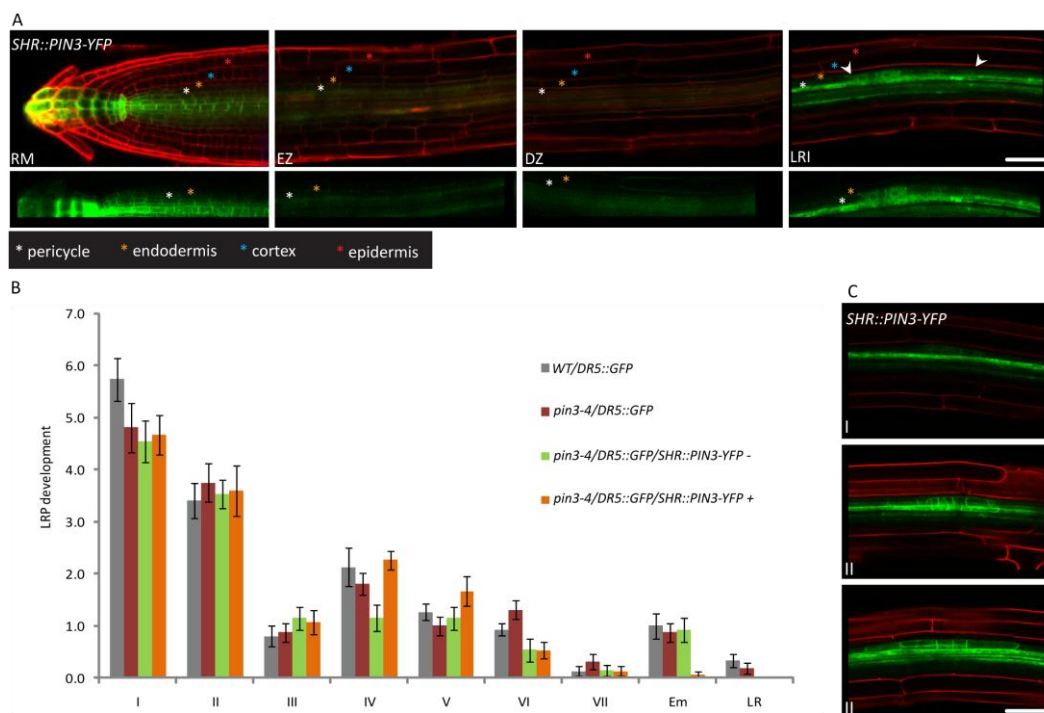 A
SHR::PIN3-YFP
RM
EZ
DZ
LRI
* pericycle * endodermis * cortex * epidermis
B
LRP development
7.0
6.0
5.0
4.0
3.0
2.0
1.0
0.0
I II III IV V VI VII Em LR
WT/DR5::GFP
pin3-4/DR5::GFP
pin3-4/DR5::GFP/SHR::PIN3-YFP -
pin3-4/DR5::GFP/SHR::PIN3-YFP +
C
SHR::PIN3-YFP
I
II
II